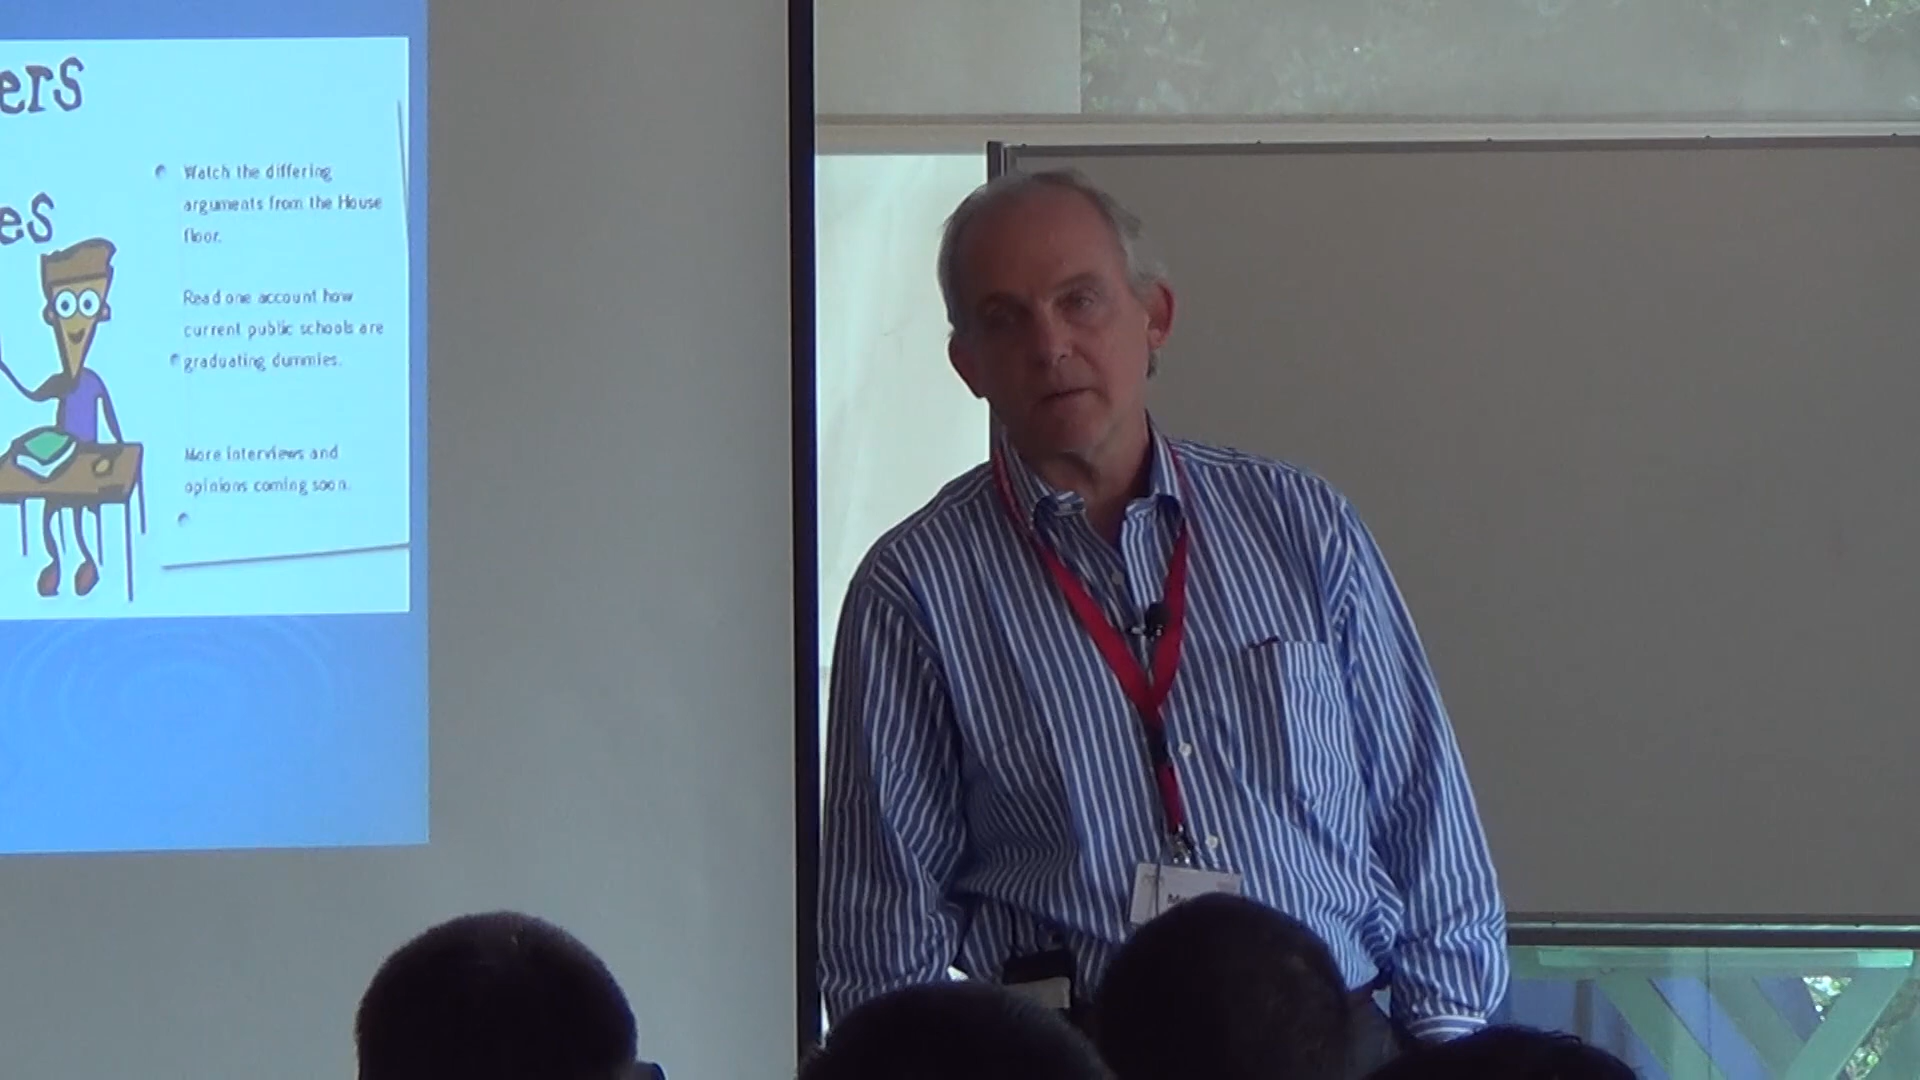 ers
es
Watch the differing
arguments from the House
floor.
Read one account how
current public schools are
graduating dummies.
More interviews and
opinions coming soon.